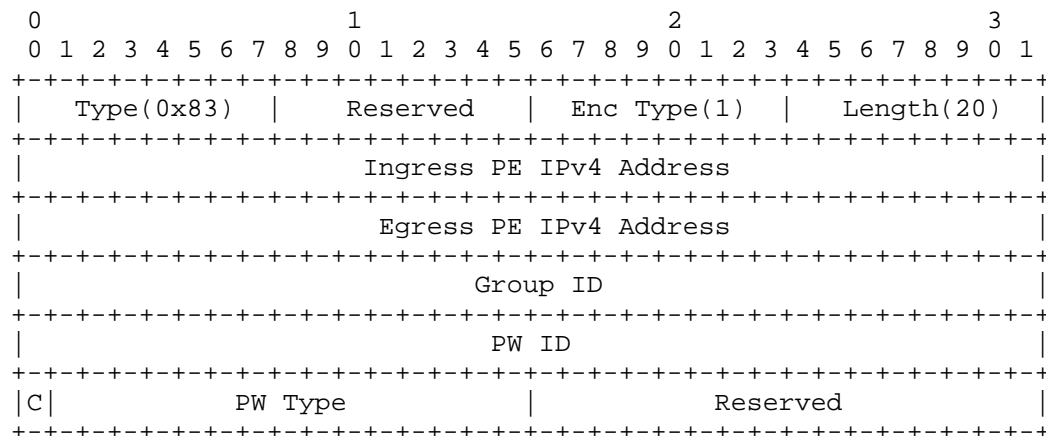 0                   1                   2                   3
 0 1 2 3 4 5 6 7 8 9 0 1 2 3 4 5 6 7 8 9 0 1 2 3 4 5 6 7 8 9 0 1
+-+-+-+-+-+-+-+-+-+-+-+-+-+-+-+-+-+-+-+-+-+-+-+-+-+-+-+-+-+-+-+-+
|   Type(0x83)  |    Reserved   |  Enc Type(1)  |   Length(20)  |
+-+-+-+-+-+-+-+-+-+-+-+-+-+-+-+-+-+-+-+-+-+-+-+-+-+-+-+-+-+-+-+-+
|                     Ingress PE IPv4 Address                   |
+-+-+-+-+-+-+-+-+-+-+-+-+-+-+-+-+-+-+-+-+-+-+-+-+-+-+-+-+-+-+-+-+
|                      Egress PE IPv4 Address                   |
+-+-+-+-+-+-+-+-+-+-+-+-+-+-+-+-+-+-+-+-+-+-+-+-+-+-+-+-+-+-+-+-+
|                            Group ID                           |
+-+-+-+-+-+-+-+-+-+-+-+-+-+-+-+-+-+-+-+-+-+-+-+-+-+-+-+-+-+-+-+-+
|                             PW ID                             |
+-+-+-+-+-+-+-+-+-+-+-+-+-+-+-+-+-+-+-+-+-+-+-+-+-+-+-+-+-+-+-+-+
|C|           PW Type           |           Reserved            |
+-+-+-+-+-+-+-+-+-+-+-+-+-+-+-+-+-+-+-+-+-+-+-+-+-+-+-+-+-+-+-+-+